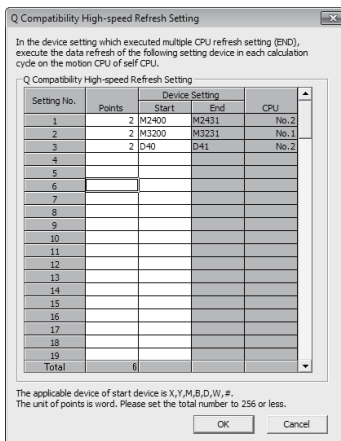 Q Compatibility High-speed Refresh Setting
In the device setting which executed multiple CPU refresh setting (END),
execute the data refresh of the following setting device in each calculation
cycle on the motion CPU of self CPU.
Q Compatibility High-speed Refresh Setting
Setting No. Points Device Setting CPU
Start End
1 2 M2400 M2431 No.2
2 2 M3200 M3231 No.1
3 2 D40 D41 No.2
4
5
6
7
8
9
10
11
12
13
14
15
16
17
18
19
Total 6
The applicable device of start device is X,Y,M,B,D,W,#.
The unit of points is word. Please set the total number to 256 or less.
OK Cancel